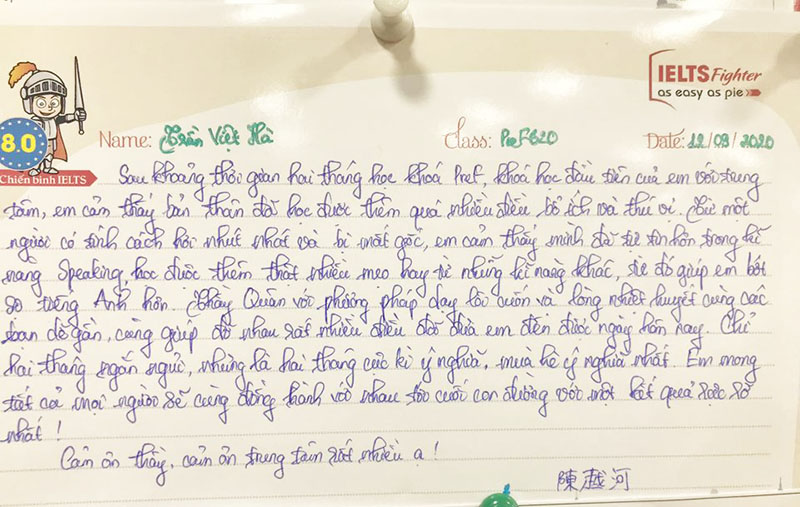 IELTS Fighter
as easy as pie
8.0
Chiến binh IELTS
Name: Trần Việt Hà Class: PreF620 Date: 22/08/2020
Sau khoảng thời gian hai tháng học khoá Pref, khoá học đầu tiên của em với trung
tâm, em cảm thấy bản thân đã học được thêm quá nhiều điều bổ ích và thú vị. Từ một
người có tính cách hơi nhút nhát và bị mất gốc, em cảm thấy mình đã tự tin hơn trong kĩ
năng Speaking, học được thêm thật nhiều mẹo hay từ những kĩ năng khác, từ đó giúp em bớt
sợ tiếng Anh hơn. Thầy Quân với phương pháp dạy lôi cuốn và lòng nhiệt huyết cùng các
bạn dễ gần, cùng giúp đỡ nhau rất nhiều điều đã đưa em đến được ngày hôm nay. Chỉ
hai tháng ngắn ngủi, nhưng là hai tháng cực kì ý nghĩa, mùa hè ý nghĩa nhất. Em mong
tất cả mọi người sẽ cùng đồng hành với nhau tới cuối con đường với một kết quả rực rỡ
nhất!
Cảm ơn thầy, cảm ơn trung tâm rất nhiều ạ!
陳越河